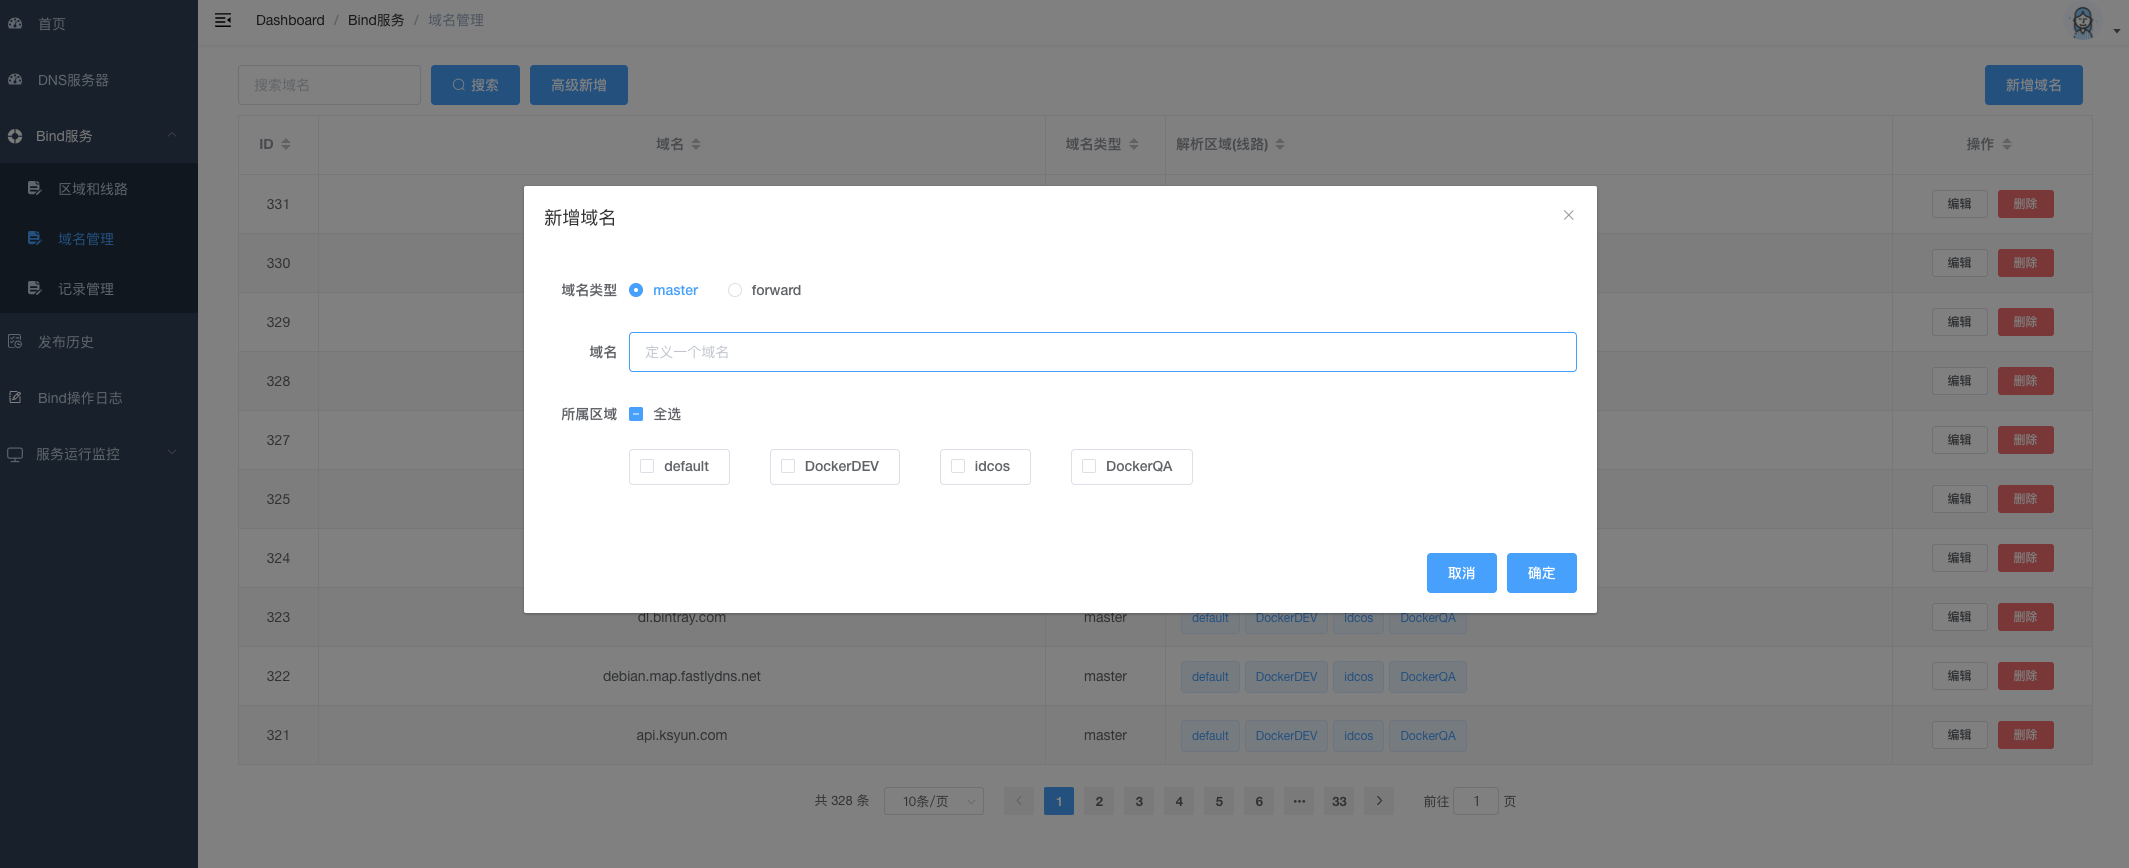 首页
DNS服务器
Bind服务
区域和线路
域名管理
记录管理
发布历史
Bind操作日志
服务运行监控
Dashboard / Bind服务 / 域名管理
搜索域名 搜索 高级新增 新增域名
ID 域名 域名类型 解析区域(线路) 操作
331 编辑 删除
330 编辑 删除
329 编辑 删除
328 编辑 删除
327 编辑 删除
325 编辑 删除
324 编辑 删除
323 dl.bintray.com master default DockerDEV idcos DockerQA 编辑 删除
322 debian.map.fastlydns.net master default DockerDEV idcos DockerQA 编辑 删除
321 api.ksyun.com master default DockerDEV idcos DockerQA 编辑 删除
共 328 条 10条/页 1 2 3 4 5 6 ••• 33 前往 1 页
新增域名
域名类型 master forward
域名 定义一个域名
所属区域 全选
default DockerDEV idcos DockerQA
取消 确定